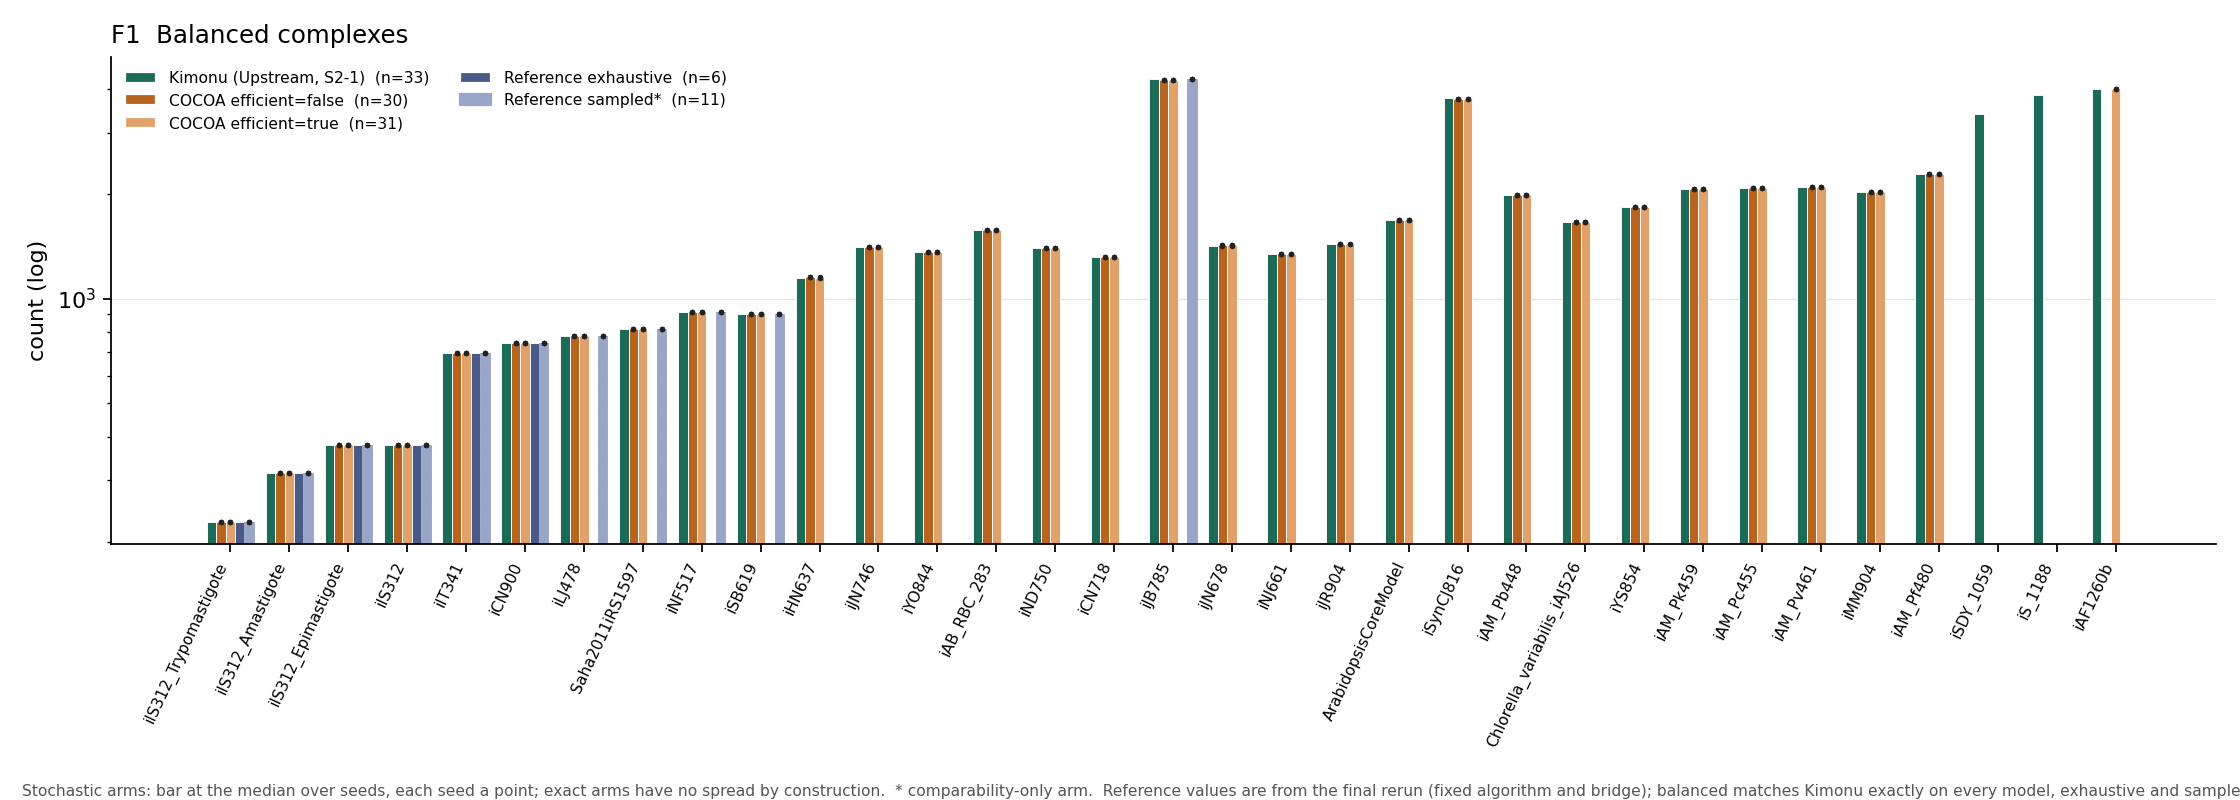 F1 Balanced complexes
Kimonu (Upstream, S2-1) (n=33)
COCOA efficient=false (n=30)
COCOA efficient=true (n=31)
Reference exhaustive (n=6)
Reference sampled* (n=11)
count (log)
10³
iIS312_Trypomastigote
iIS312_Amastigote
iIS312_Epimastigote
iIS312
iIT341
iCN900
iLJ478
Saha2011iRS1597
iNF517
iSB619
iHN637
iJN746
iYO844
iAB_RBC_283
iND750
iCN718
iJB785
iJN678
iNJ661
iJR904
ArabidopsisCoreModel
iSynCJ816
iAM_Pb448
Chlorella_variabilis_iAJ526
iYS854
iAM_Pk459
iAM_Pc455
iAM_Pv461
iMM904
iAM_Pf480
iSDY_1059
iS_1188
iAF1260b
Stochastic arms: bar at the median over seeds, each seed a point; exact arms have no spread by construction. * comparability-only arm. Reference values are from the final rerun (fixed algorithm and bridge); balanced matches Kimonu exactly on every model, exhaustive and sample